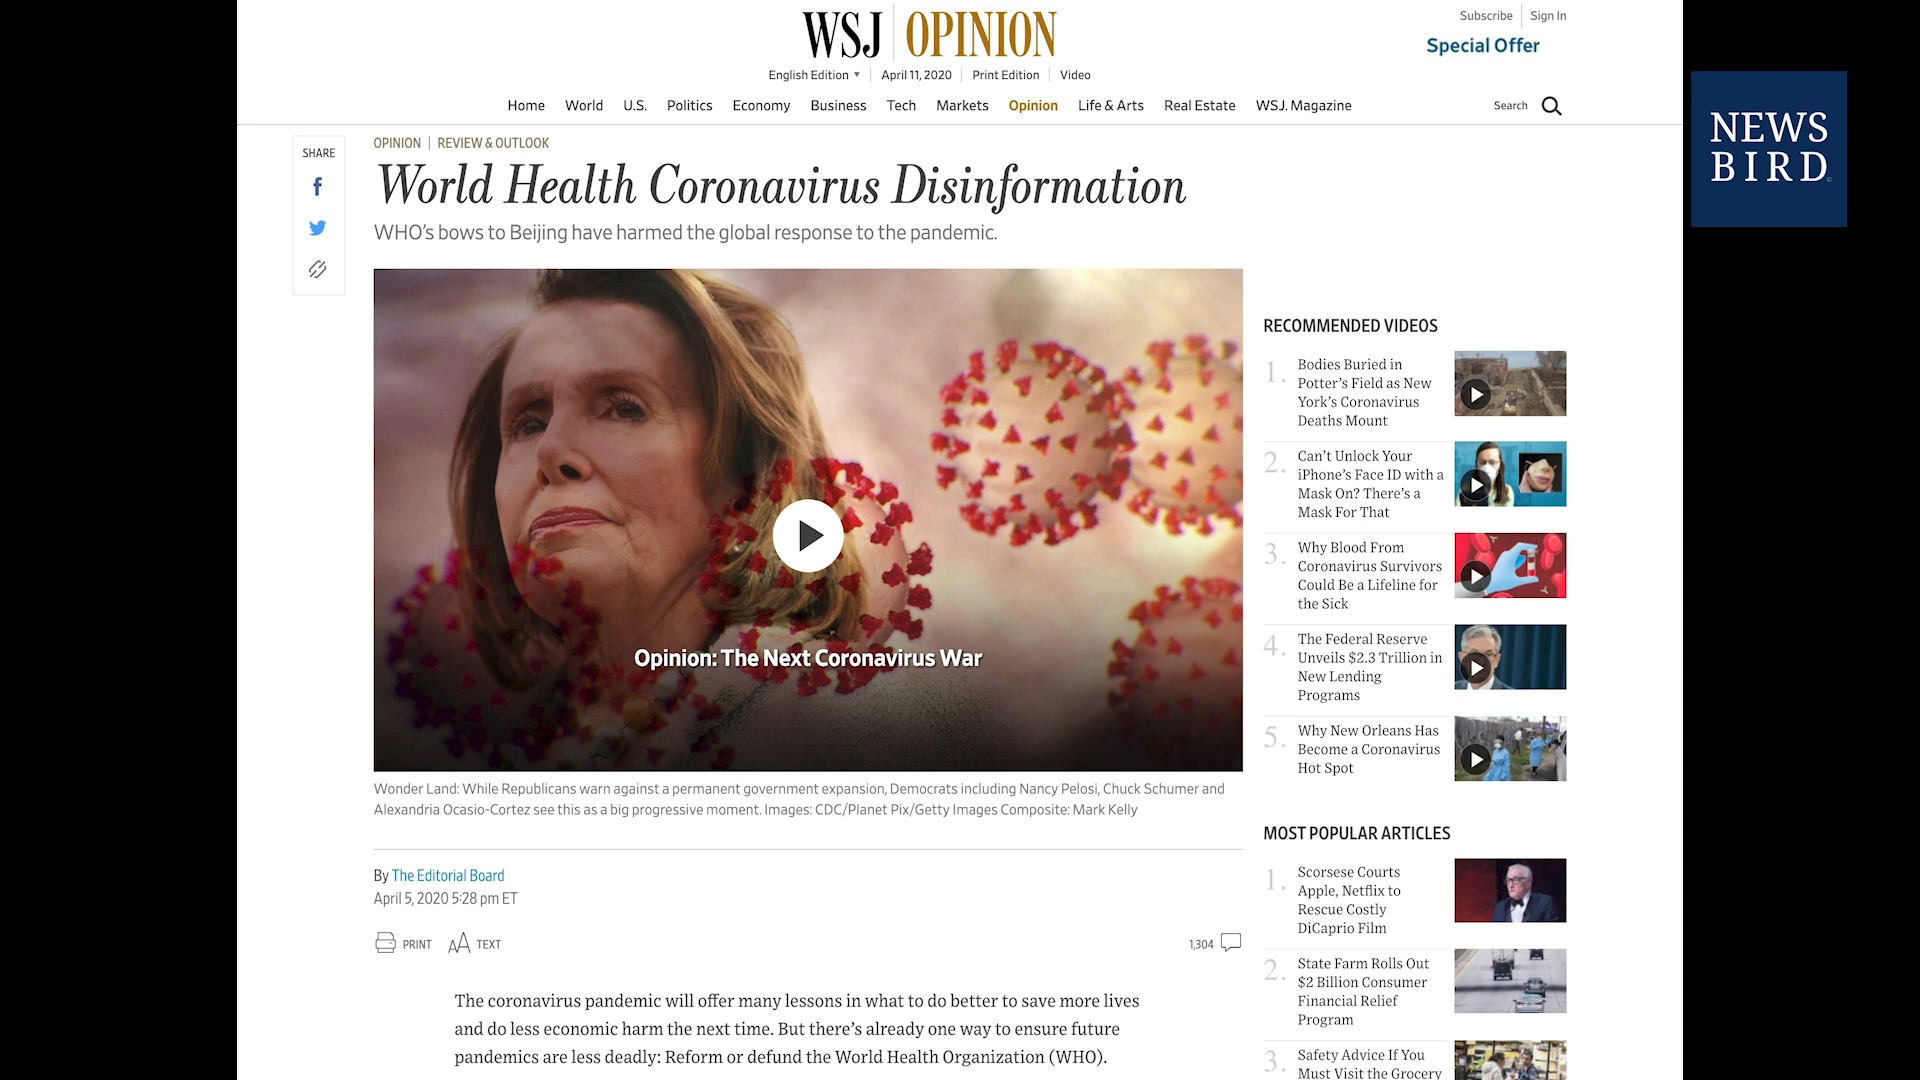 WSJ OPINION
Subscribe
Sign In
Special Offer
English Edition
April 11, 2020
Print Edition
Video
Home World U.S. Politics Economy Business Tech Markets Opinion Life & Arts Real Estate WSJ. Magazine
Search
NEWS
BIRD
SHARE
OPINION | REVIEW & OUTLOOK
World Health Coronavirus Disinformation
WHO's bows to Beijing have harmed the global response to the pandemic.
Opinion: The Next Coronavirus War
Wonder Land: While Republicans warn against a permanent government expansion, Democrats including Nancy Pelosi, Chuck Schumer and
Alexandria Ocasio-Cortez see this as a big progressive moment. Images: CDC/Planet Pix/Getty Images Composite: Mark Kelly
By The Editorial Board
April 5, 2020 5:28 pm ET
PRINT
AA TEXT
1,304
The coronavirus pandemic will offer many lessons in what to do better to save more lives
and do less economic harm the next time. But there's already one way to ensure future
pandemics are less deadly: Reform or defund the World Health Organization (WHO).
RECOMMENDED VIDEOS
1. Bodies Buried in
Potter's Field as New
York's Coronavirus
Deaths Mount
2. Can't Unlock Your
iPhone's Face ID with a
Mask On? There's a
Mask For That
3. Why Blood From
Coronavirus Survivors
Could Be a Lifeline for
the Sick
4. The Federal Reserve
Unveils $2.3 Trillion in
New Lending
Programs
5. Why New Orleans Has
Become a Coronavirus
Hot Spot
MOST POPULAR ARTICLES
1. Scorsese Courts
Apple, Netflix to
Rescue Costly
DiCaprio Film
2. State Farm Rolls Out
$2 Billion Consumer
Financial Relief
Program
3. Safety Advice If You
Must Visit the Grocery